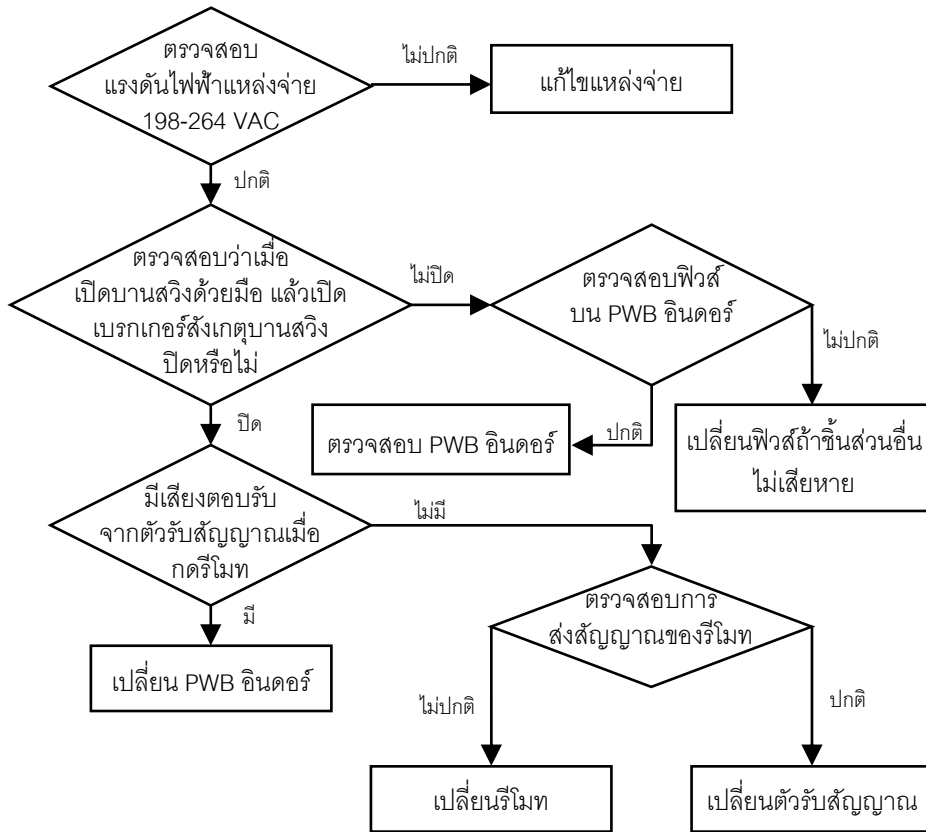 ตรวจสอบ
แรงดันไฟฟ้าแหล่งจ่าย
198-264 VAC
ไม่ปกติ
แก้ไขแหล่งจ่าย
ปกติ
ตรวจสอบว่าเมื่อ
เปิดบานสวิงด้วยมือ แล้วเปิด
เบรกเกอร์สังเกตุบานสวิง
ปิดหรือไม่
ไม่ปิด
ตรวจสอบฟิวส์
บน PWB อินดอร์
ไม่ปกติ
เปลี่ยนฟิวส์ถ้าชิ้นส่วนอื่น
ไม่เสียหาย
ปกติ
ตรวจสอบ PWB อินดอร์
ปิด
มีเสียงตอบรับ
จากตัวรับสัญญาณเมื่อ
กดรีโมท
ไม่มี
มี
เปลี่ยน PWB อินดอร์
ตรวจสอบการ
ส่งสัญญาณของรีโมท
ไม่ปกติ
ปกติ
เปลี่ยนรีโมท
เปลี่ยนตัวรับสัญญาณ